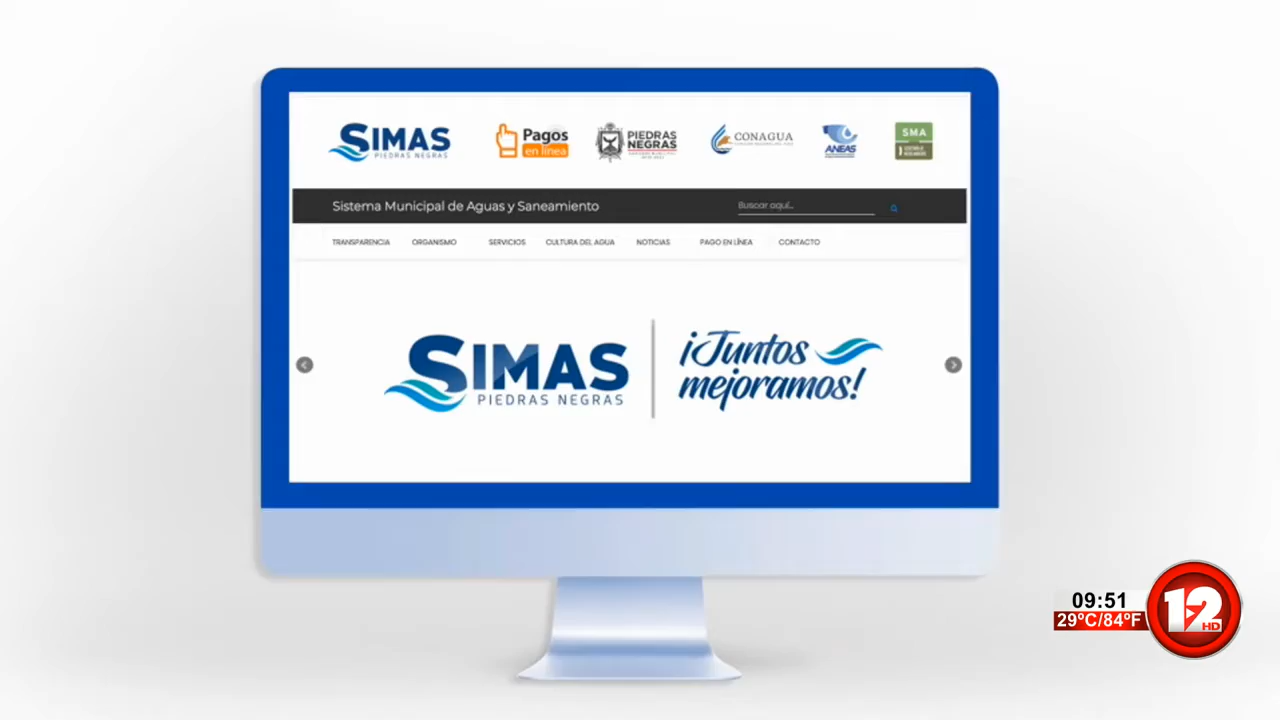 SIMAS
PIEDRAS NEGRAS
Pagos
en línea
PIEDRAS
NEGRAS
CONAGUA
ANEAS
SMA
Sistema Municipal de Aguas y Saneamiento
Buscar aquí...
TRANSPARENCIA
ORGANISMO
SERVICIOS
CULTURA DEL AGUA
NOTICIAS
PAGO EN LÍNEA
CONTACTO
SIMAS
PIEDRAS NEGRAS
¡Juntos
mejoramos!
09:51
29ºC/84ºF
12
HD